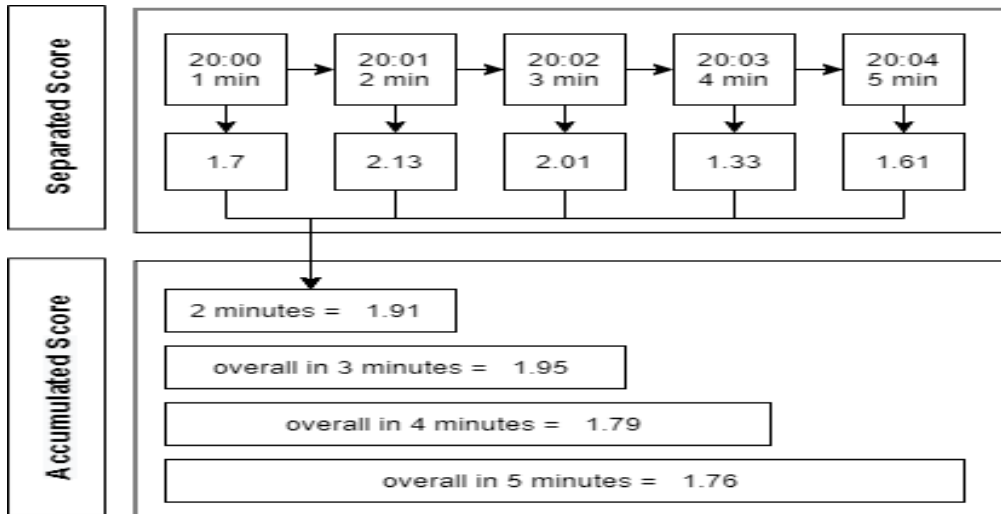 Separated Score
20:00
1 min
20:01
2 min
20:02
3 min
20:03
4 min
20:04
5 min
1.7
2.13
2.01
1.33
1.61
Accumulated Score
2 minutes = 1.91
overall in 3 minutes = 1.95
overall in 4 minutes = 1.79
overall in 5 minutes = 1.76